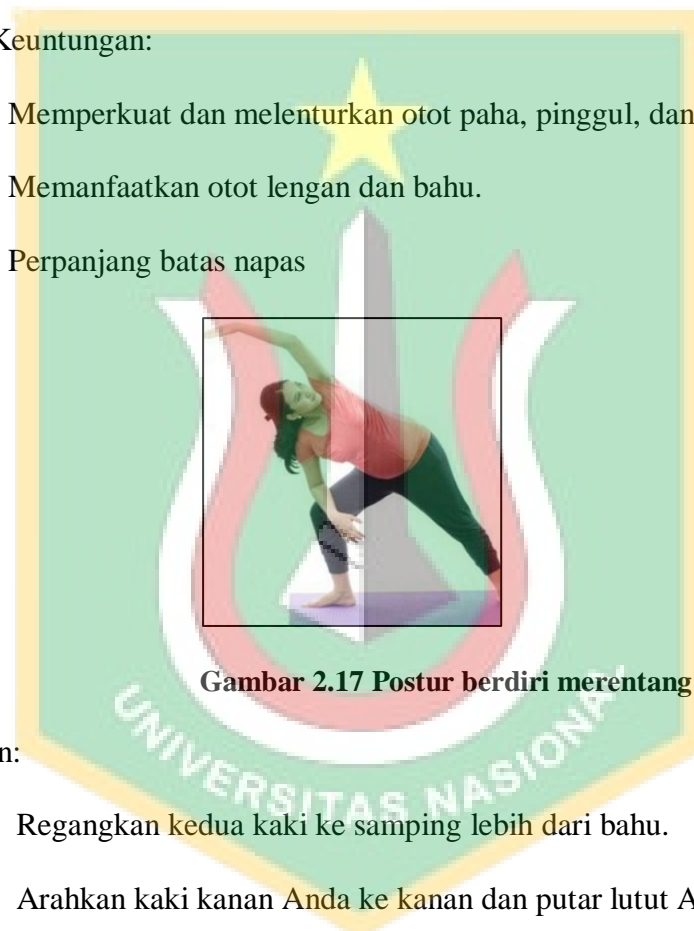 Keuntungan:
Memperkuat dan melenturkan otot paha, pinggul, dan
Memanfaatkan otot lengan dan bahu.
Perpanjang batas napas
Gambar 2.17 Postur berdiri merentang
n:
Regangkan kedua kaki ke samping lebih dari bahu.
Arahkan kaki kanan Anda ke kanan dan putar lutut A
UNIVERSITAS NASIONAL